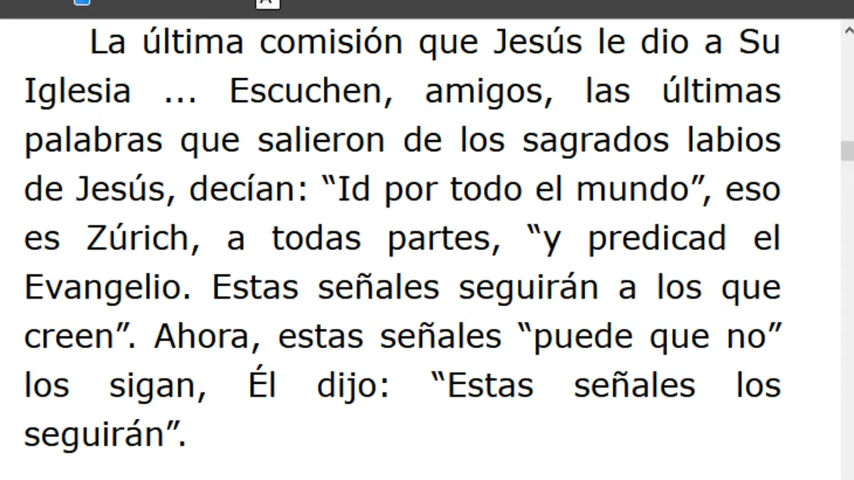 La última comisión que Jesús le dio a Su
Iglesia ... Escuchen, amigos, las últimas
palabras que salieron de los sagrados labios
de Jesús, decían: “Id por todo el mundo”, eso
es Zúrich, a todas partes, “y predicad el
Evangelio. Estas señales seguirán a los que
creen”. Ahora, estas señales “puede que no”
los sigan, Él dijo: “Estas señales los
seguirán”.